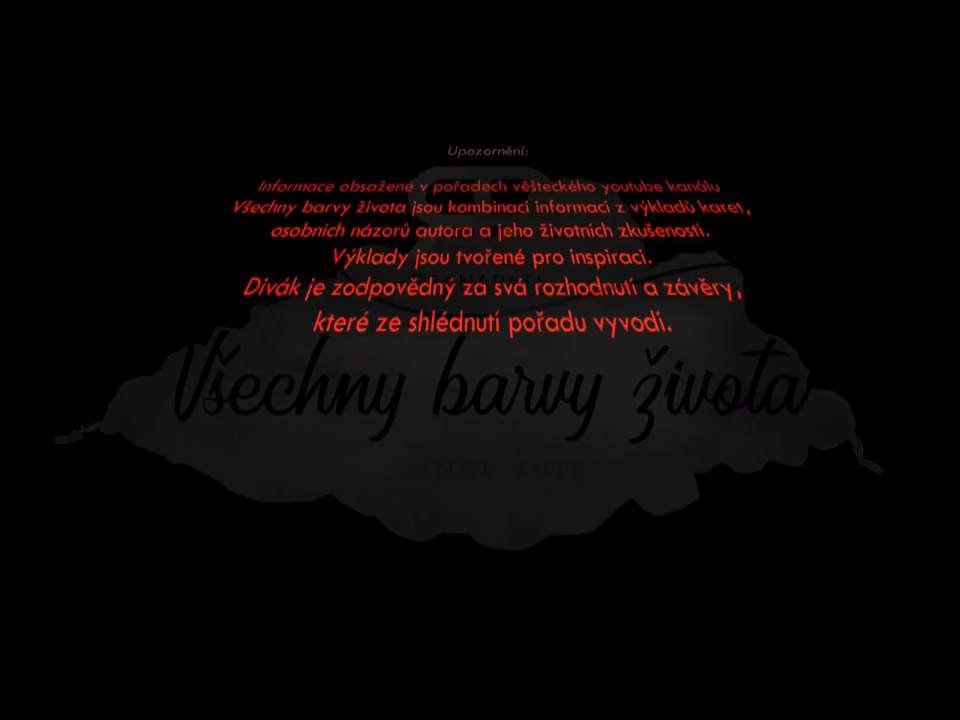 Upozornění:
Informace obsažené v pořadech věšteckého youtube kanálu
Všechny barvy života jsou kombinací informací z výkladů karet,
osobních názorů autora a jeho životních zkušeností.
Výklady jsou tvořené pro inspiraci.
Divák je zodpovědný za svá rozhodnutí a závěry,
které ze shlédnutí pořadu vyvodí.
Všechny barvy života